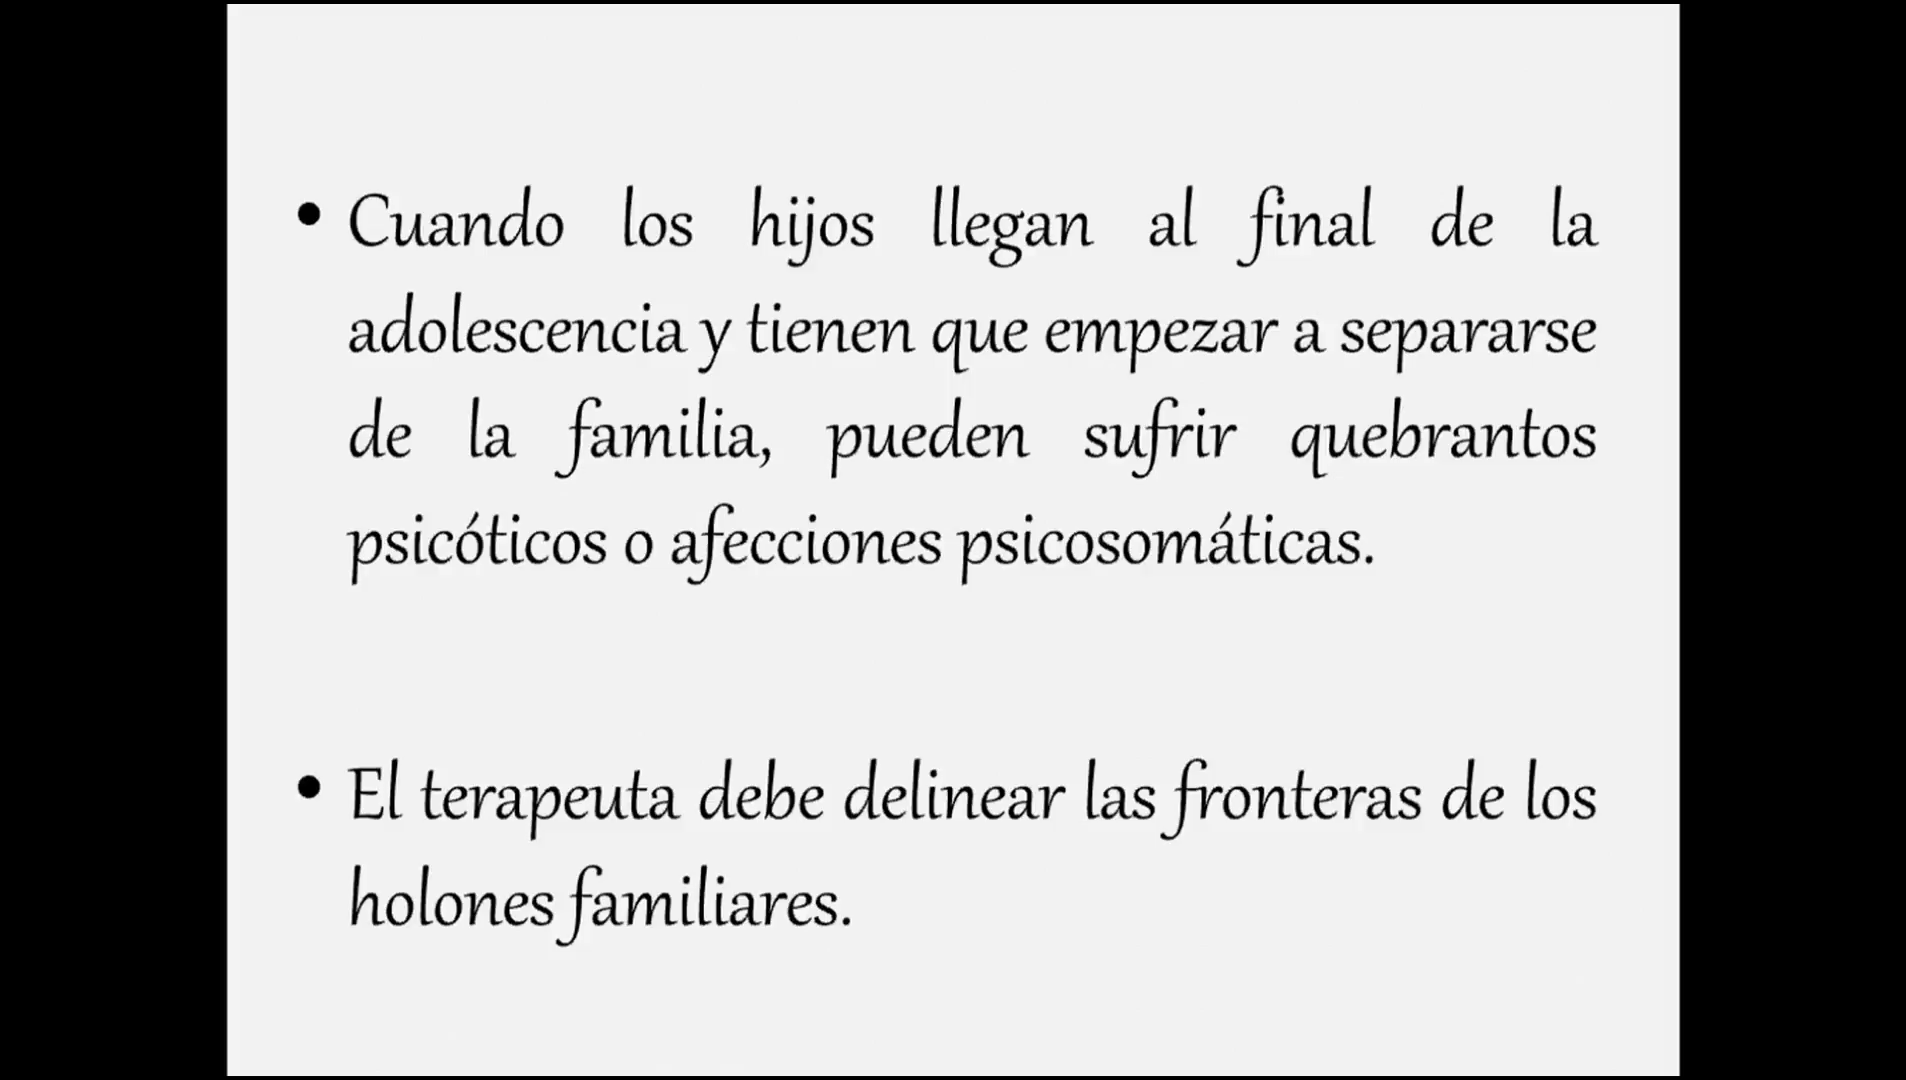 • Cuando los hijos llegan al final de la
adolescencia y tienen que empezar a separarse
de la familia, pueden sufrir quebrantos
psicóticos o afecciones psicosomáticas.
• El terapeuta debe delinear las fronteras de los
holones familiares.